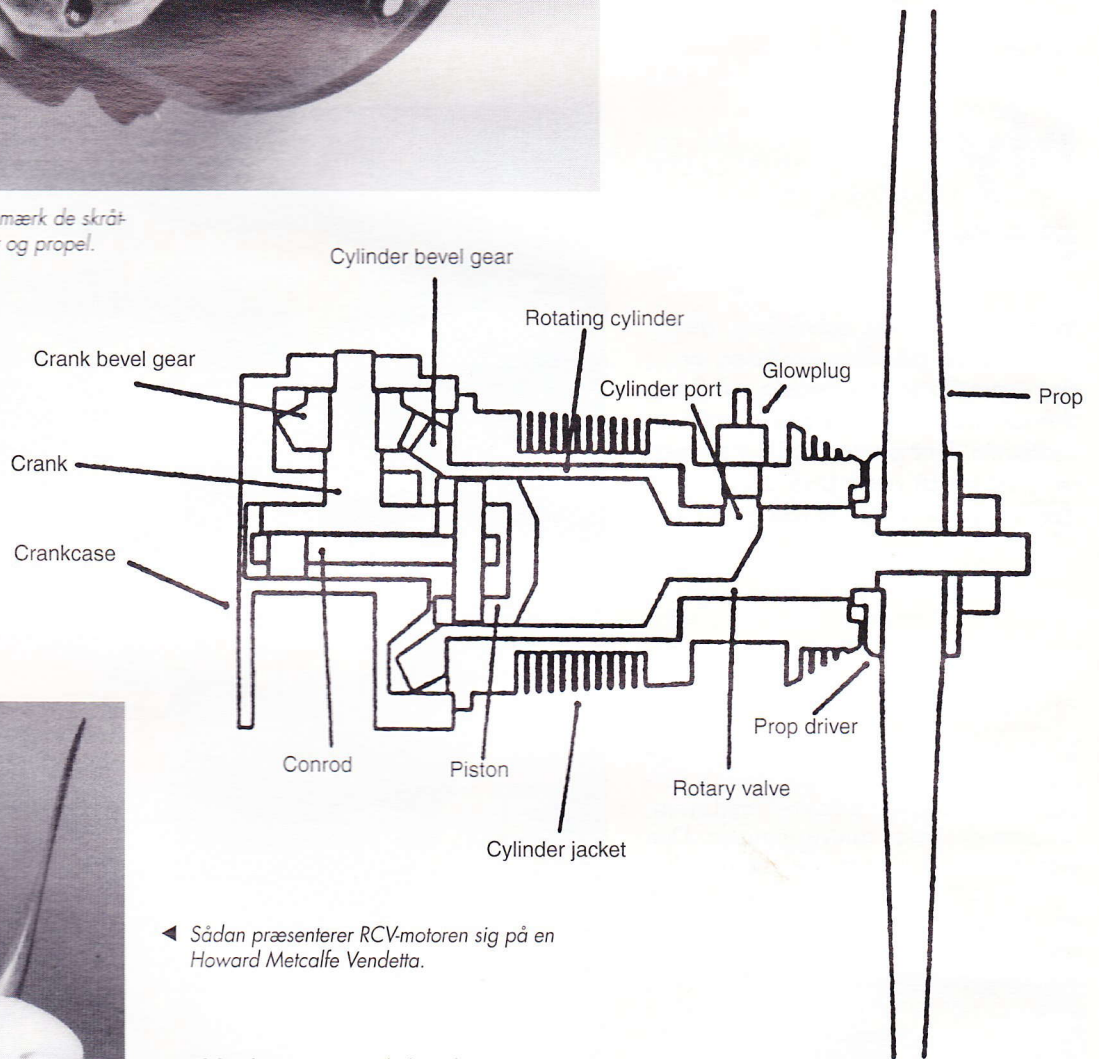 mærk de skråt-
og propel.
Cylinder bevel gear
Rotating cylinder
Crank bevel gear
Cylinder port
Glowplug
Prop
Crank
Crankcase
Conrod
Piston
Prop driver
Rotary valve
Cylinder jacket
◄ Sådan præsenterer RCV-motoren sig på en
Howard Metcalfe Vendetta.